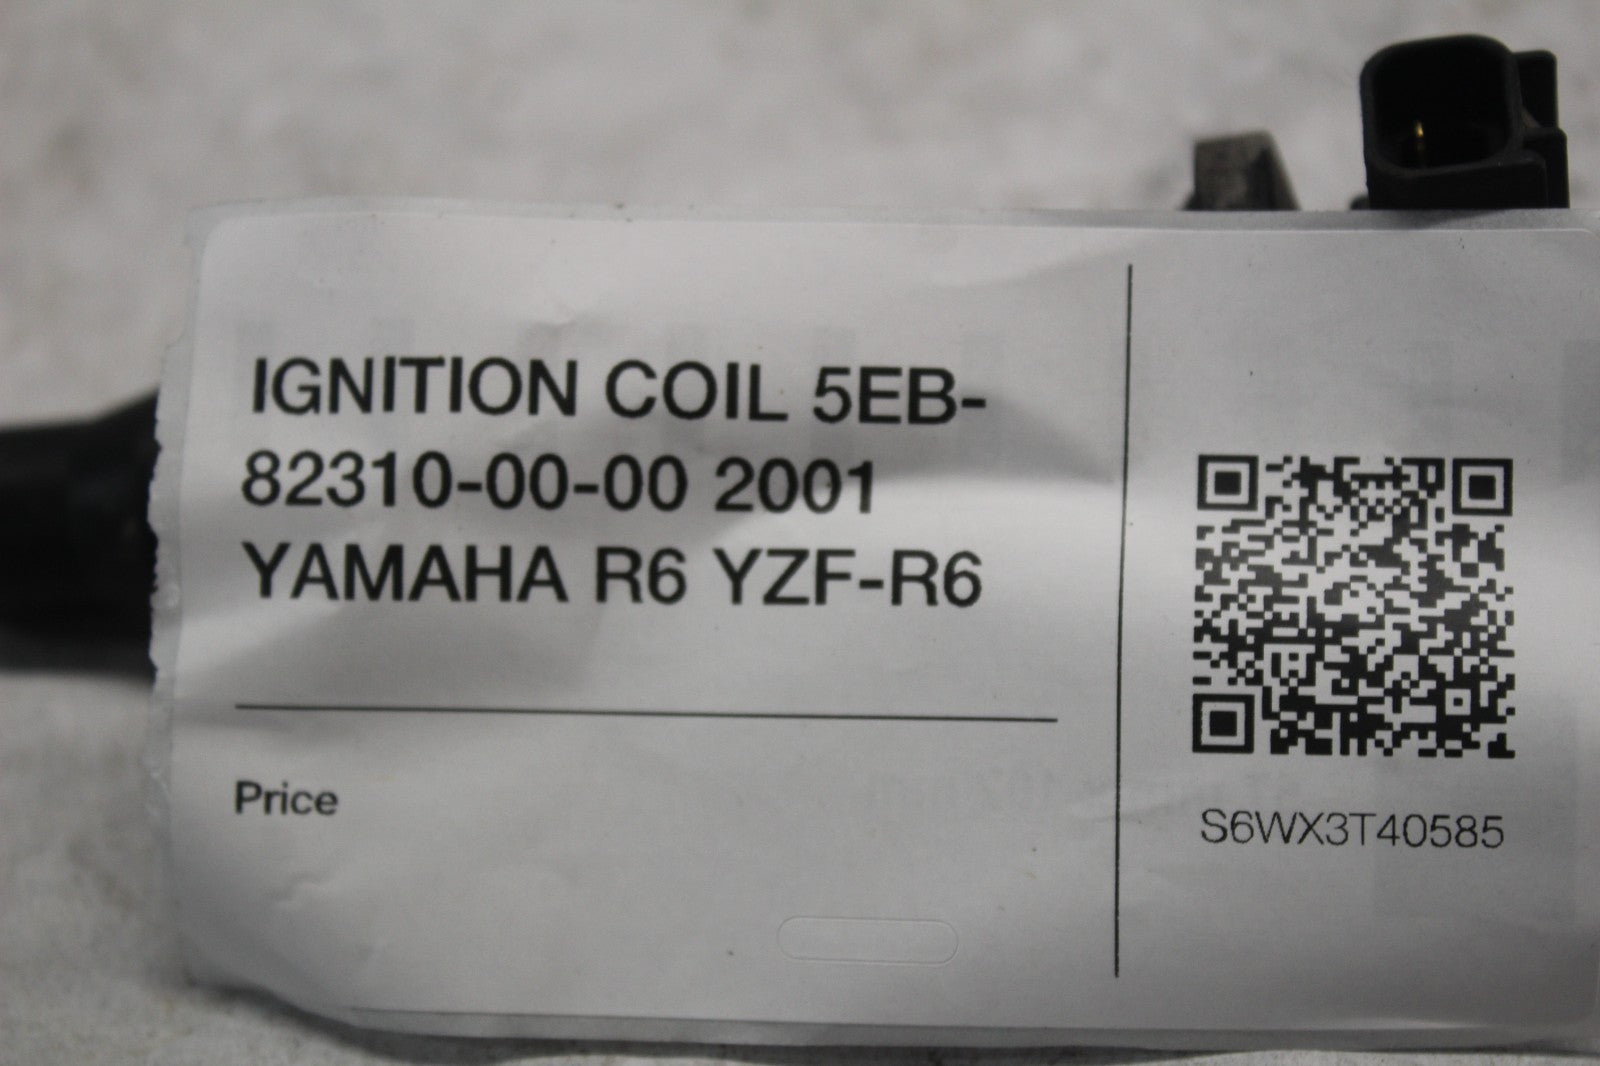 IGNITION COIL 5EB-
82310-00-00 2001
YAMAHA R6 YZF-R6
Price
S6WX3T40585